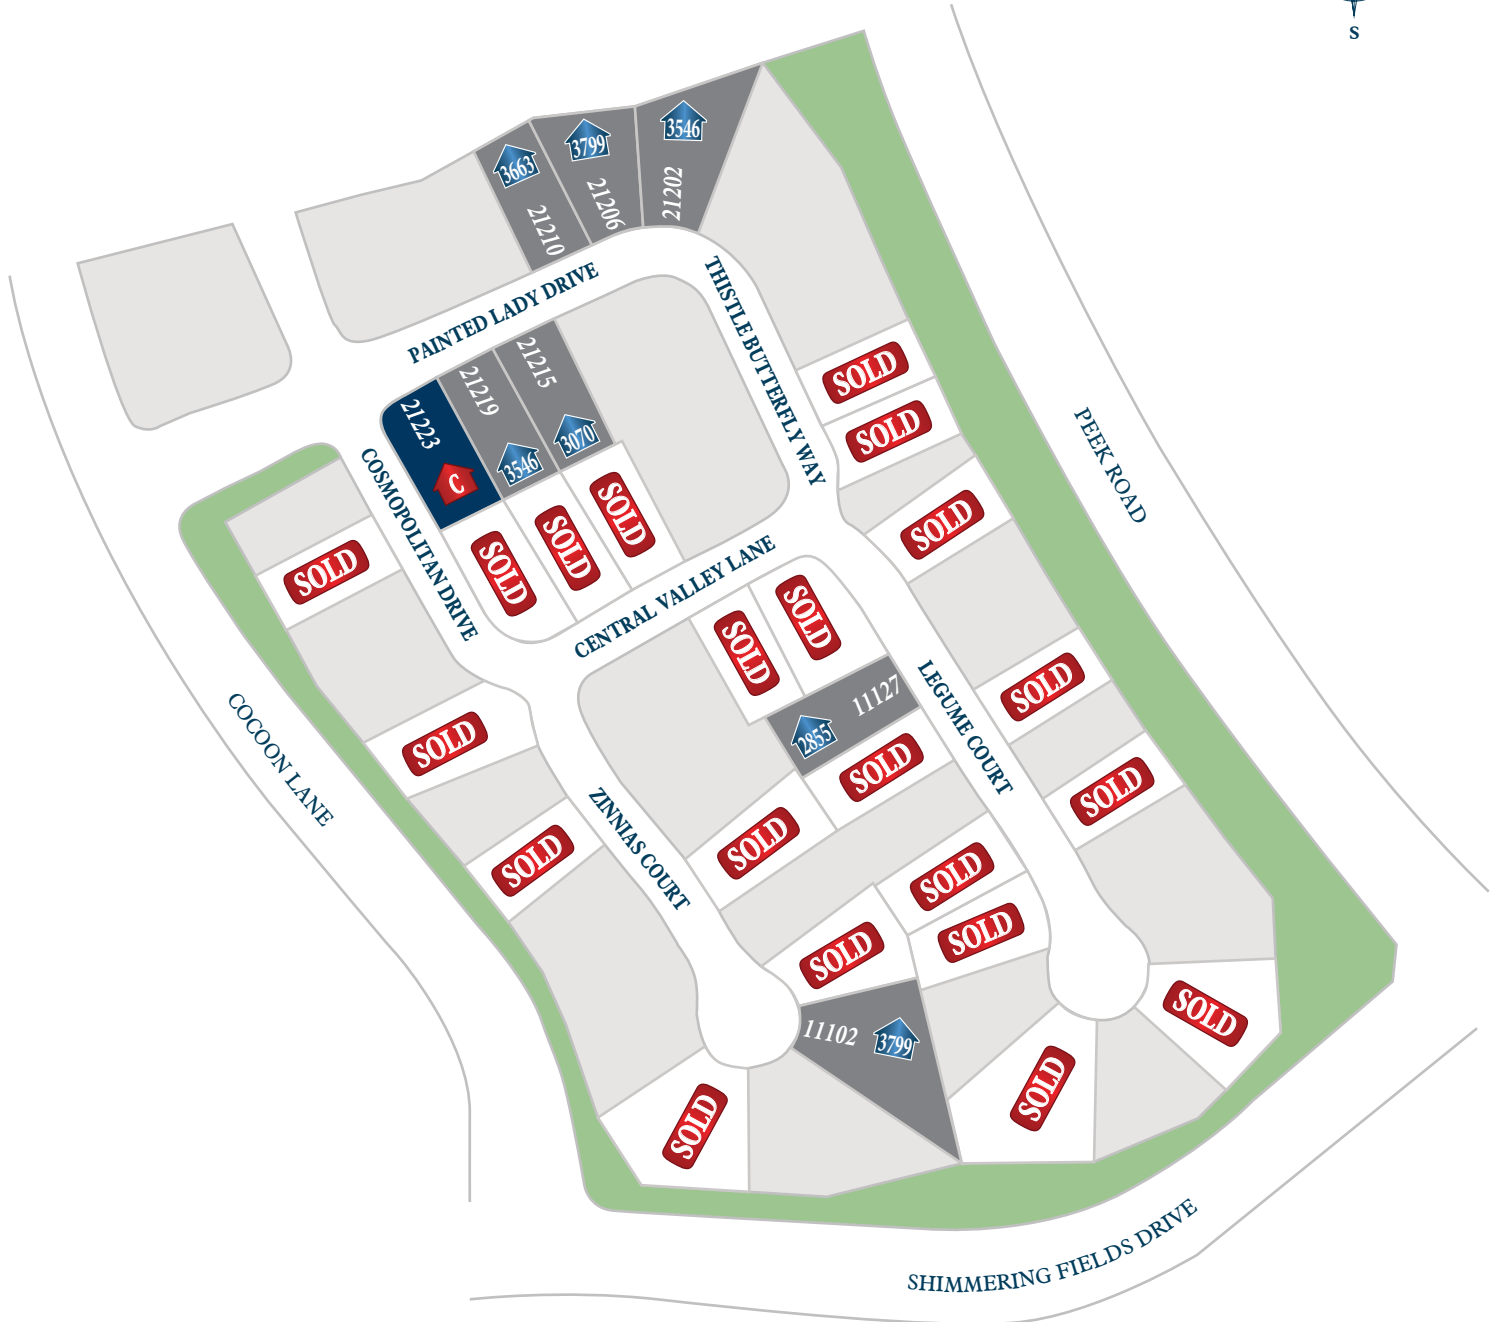 S
3546
3799
3663
21202
21206
21210
PAINTED LADY DRIVE
THISTLE BUTTERFLY WAY
21215
21219
21223
3070
3546
C
SOLD
SOLD
PEEK ROAD
COSMOPOLITAN DRIVE
SOLD
SOLD
SOLD
SOLD
SOLD
CENTRAL VALLEY LANE
SOLD
SOLD
11127
2855
LEGUME COURT
SOLD
COCOON LANE
SOLD
SOLD
SOLD
ZINNIAS COURT
SOLD
SOLD
SOLD
SOLD
SOLD
11102
3799
SOLD
SOLD
SOLD
SHIMMERING FIELDS DRIVE